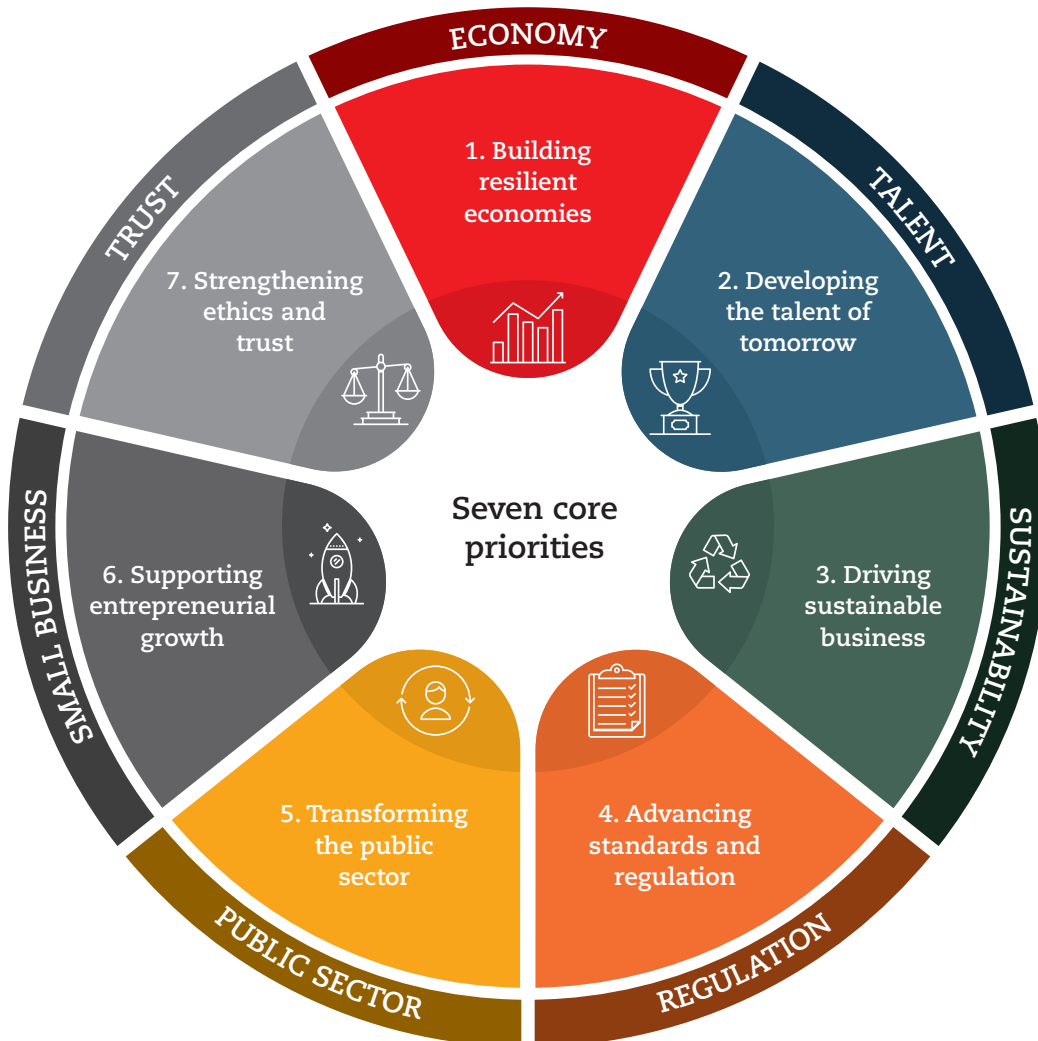 ECONOMY
1. Building
resilient
economies
TALENT
2. Developing
the talent of
tomorrow
SUSTAINABILITY
3. Driving
sustainable
business
REGULATION
4. Advancing
standards and
regulation
PUBLIC SECTOR
5. Transforming
the public
sector
SMALL BUSINESS
6. Supporting
entrepreneurial
growth
TRUST
7. Strengthening
ethics and
trust
Seven core
priorities